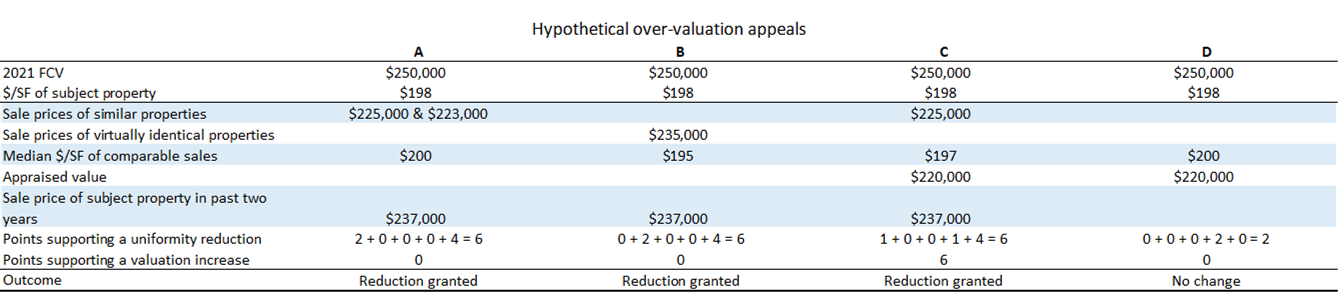 Hypothetical over-valuation appeals
A B C D
2021 FCV $250,000 $250,000 $250,000 $250,000
$/SF of subject property $198 $198 $198 $198
Sale prices of similar properties $225,000 & $223,000 $225,000
Sale prices of virtually identical properties $235,000
Median $/SF of comparable sales $200 $195 $197 $200
Appraised value $220,000 $220,000
Sale price of subject property in past two
years $237,000 $237,000 $237,000
Points supporting a uniformity reduction 2 + 0 + 0 + 0 + 4 = 6 0 + 2 + 0 + 0 + 4 = 6 1 + 0 + 0 + 1 + 4 = 6 0 + 0 + 0 + 2 + 0 = 2
Points supporting a valuation increase 0 0 6 0
Outcome Reduction granted Reduction granted Reduction granted No change